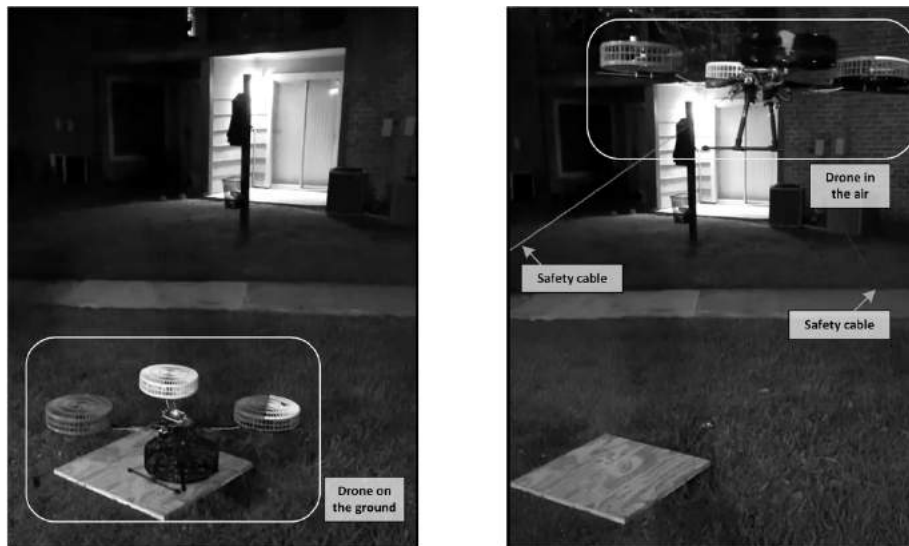 Drone on
the ground
Drone in
the air
Safety cable
Safety cable